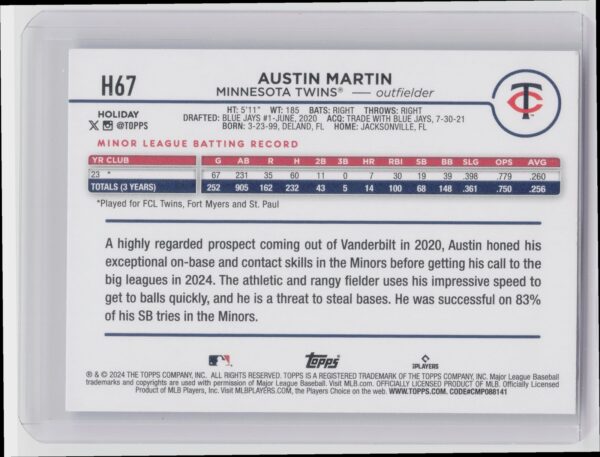 H67
AUSTIN MARTIN
MINNESOTA TWINS® — outfielder
TC
HOLIDAY
@TOPPS
HT: 5'11" WT: 185 BATS: RIGHT THROWS: RIGHT
DRAFTED: BLUE JAYS #1-JUNE, 2020 ACQ: TRADE WITH BLUE JAYS, 7-30-21
BORN: 3-23-99, DELAND, FL HOME: JACKSONVILLE, FL
MINOR LEAGUE BATTING RECORD
YR CLUB G AB R H 2B 3B HR RBI SB BB SLG OPS AVG
23 * 67 231 35 60 11 0 7 30 19 39 .398 .779 .260
TOTALS (3 YEARS) 252 905 162 232 43 5 14 100 68 148 .361 .750 .256
*Played for FCL Twins, Fort Myers and St. Paul
A highly regarded prospect coming out of Vanderbilt in 2020, Austin honed his
exceptional on-base and contact skills in the Minors before getting his call to the
big leagues in 2024. The athletic and rangy fielder uses his impressive speed to
get to balls quickly, and he is a threat to steal bases. He was successful on 83%
of his SB tries in the Minors.
Topps
PLAYERS
® & © 2024 THE TOPPS COMPANY, INC. ALL RIGHTS RESERVED. TOPPS IS A REGISTERED TRADEMARK OF THE TOPPS COMPANY, INC. Major League Baseball
trademarks and copyrights are used with permission of Major League Baseball. Visit MLB.com. OFFICIALLY LICENSED PRODUCT OF MLB. Officially Licensed
Product of MLB Players, Inc. Visit MLBPLAYERS.COM, the Players Choice on the web. WWW.TOPPS.COM. CODE#CMP088141